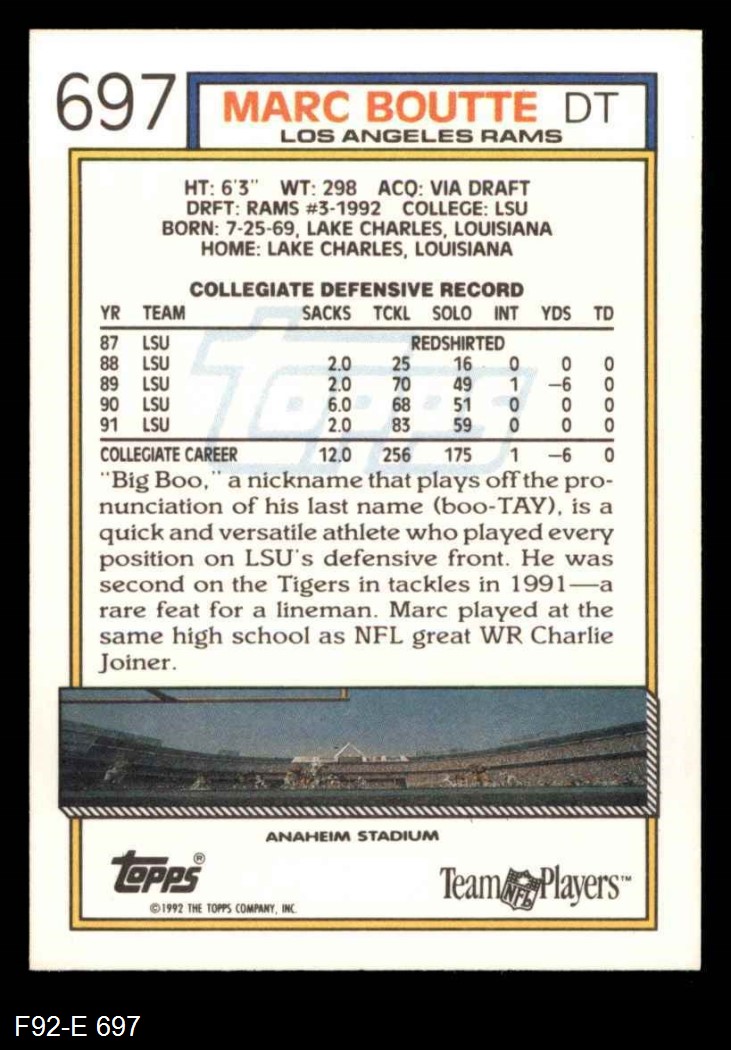 697
MARC BOUTTE DT
LOS ANGELES RAMS
HT: 6'3" WT: 298 ACQ: VIA DRAFT
DRFT: RAMS #3-1992 COLLEGE: LSU
BORN: 7-25-69, LAKE CHARLES, LOUISIANA
HOME: LAKE CHARLES, LOUISIANA
COLLEGIATE DEFENSIVE RECORD
YR TEAM SACKS TCKL SOLO INT YDS TD
87 LSU REDSHIRTED
88 LSU 2.0 25 16 0 0 0
89 LSU 2.0 70 49 1 –6 0
90 LSU 6.0 68 51 0 0 0
91 LSU 2.0 83 59 0 0 0
COLLEGIATE CAREER 12.0 256 175 1 –6 0
"Big Boo," a nickname that plays off the pro-
nunciation of his last name (boo-TAY), is a
quick and versatile athlete who played every
position on LSU's defensive front. He was
second on the Tigers in tackles in 1991—a
rare feat for a lineman. Marc played at the
same high school as NFL great WR Charlie
Joiner.
ANAHEIM STADIUM
topps®
Team NFL Players™
©1992 THE TOPPS COMPANY, INC.
F92-E 697